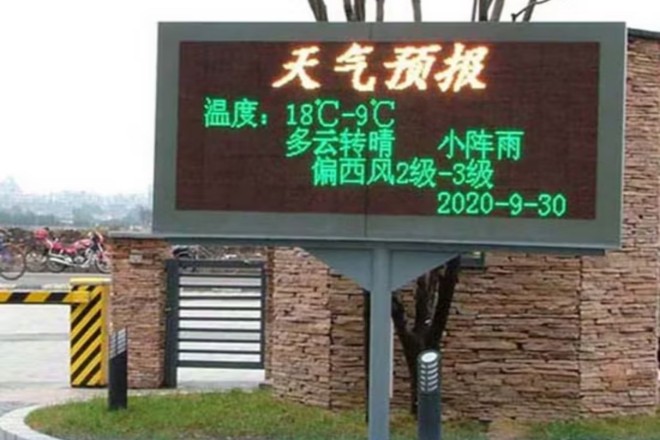 天气预报
温度：18℃-9℃
多云转晴 小阵雨
偏西风2级-3级
2020-9-30